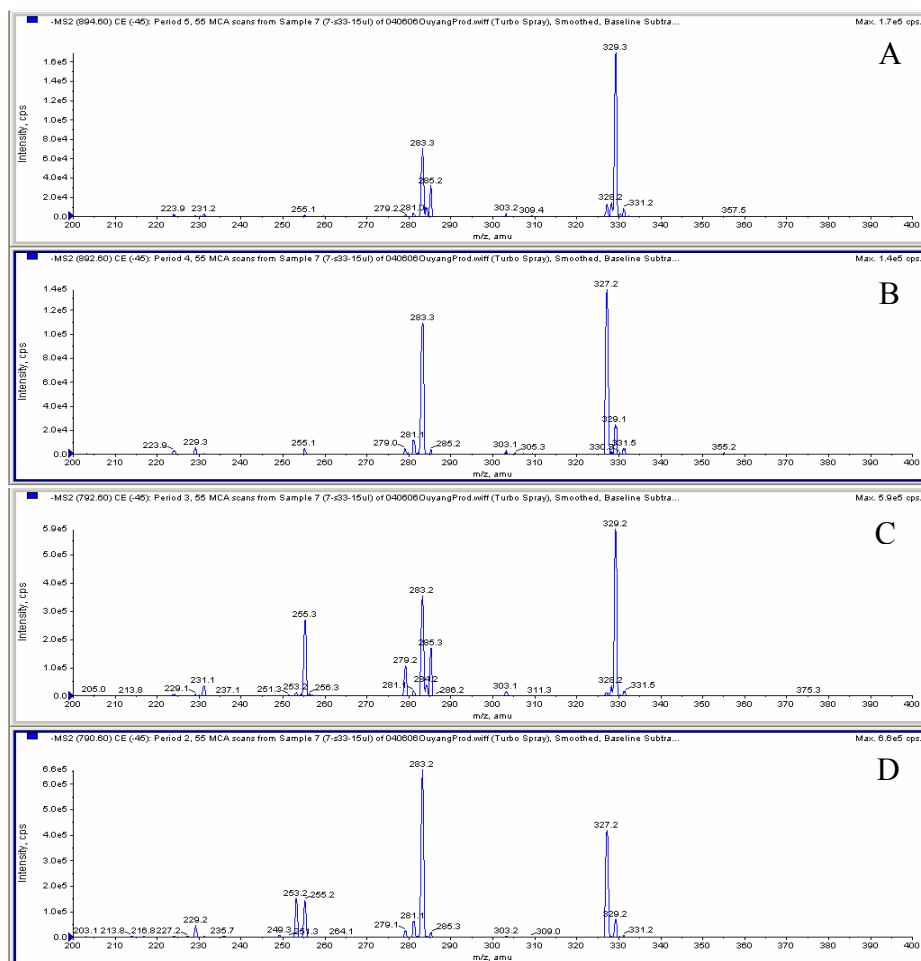 -MS2 (894.60) CE (-45): Period 5, 55 MCA scans from Sample 7 (7-s33-15ul) of 040606OuyangProd.wiff (Turbo Spray), Smoothed, Baseline Subtra... Max. 1.7e5 cps.
A
329.3
1.6e5
1.4e5
1.2e5
1.0e5
8.0e4
6.0e4
4.0e4
2.0e4
0.0
Intensity, cps
283.3
285.2
223.9 231.2 255.1 279.2 281.0 303.2 309.4 328.2 331.2 357.5
200 210 220 230 240 250 260 270 280 290 300 310 320 330 340 350 360 370 380 390 400
m/z, amu
-MS2 (892.60) CE (-45): Period 4, 55 MCA scans from Sample 7 (7-s33-15ul) of 040606OuyangProd.wiff (Turbo Spray), Smoothed, Baseline Subtra... Max. 1.4e5 cps.
B
327.2
1.4e5
1.2e5
1.0e5
8.0e4
6.0e4
4.0e4
2.0e4
0.0
Intensity, cps
283.3
329.1
223.9 229.3 255.1 279.0 281.1 285.2 303.1 305.3 331.5 355.2
200 210 220 230 240 250 260 270 280 290 300 310 320 330 340 350 360 370 380 390 400
m/z, amu
-MS2 (792.60) CE (-45): Period 3, 55 MCA scans from Sample 7 (7-s33-15ul) of 040606OuyangProd.wiff (Turbo Spray), Smoothed, Baseline Subtra... Max. 5.9e5 cps.
C
329.2
5.9e5
5.0e5
4.0e5
3.0e5
2.0e5
1.0e5
0.0
Intensity, cps
283.2
255.3
285.3
279.2
205.0 213.8 229.1 231.1 237.1 251.3 253.2 256.3 281.1 284.2 286.2 303.1 311.3 328.2 331.5 375.3
200 210 220 230 240 250 260 270 280 290 300 310 320 330 340 350 360 370 380 390 400
m/z, amu
-MS2 (790.60) CE (-45): Period 2, 55 MCA scans from Sample 7 (7-s33-15ul) of 040606OuyangProd.wiff (Turbo Spray), Smoothed, Baseline Subtra... Max. 6.6e5 cps.
D
283.2
6.6e5
6.0e5
5.0e5
4.0e5
3.0e5
2.0e5
1.0e5
0.0
Intensity, cps
327.2
253.2 255.2
203.1 213.8 216.8 227.2 229.2 235.7 249.3 251.3 264.1 279.1 281.1 285.3 303.2 309.0 329.2 331.2
200 210 220 230 240 250 260 270 280 290 300 310 320 330 340 350 360 370 380 390 400
m/z, amu